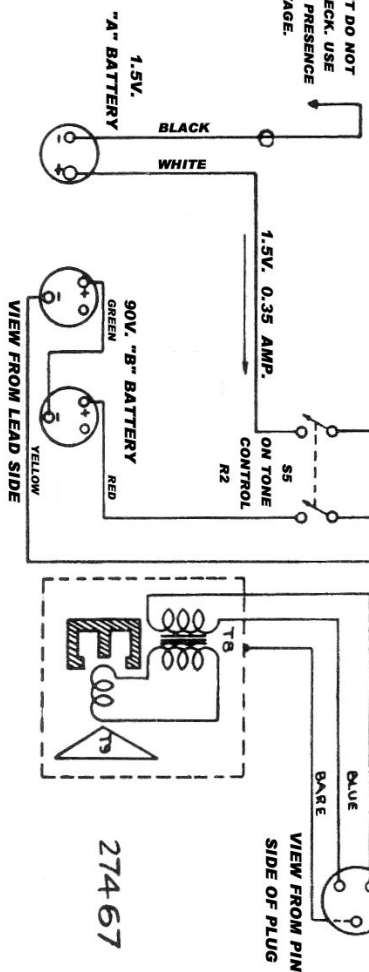 T DO NOT
ECK. USE
PRESENCE
TAGE.
1.5V.
"A" BATTERY
BLACK
WHITE
- +
1.5V. 0.35 AMP.
S5
ON TONE
CONTROL
R2
90V. "B" BATTERY
+
-
GREEN
+
-
RED
YELLOW
VIEW FROM LEAD SIDE
T8
T9
BLUE
BARE
VIEW FROM PIN
SIDE OF PLUG
27467